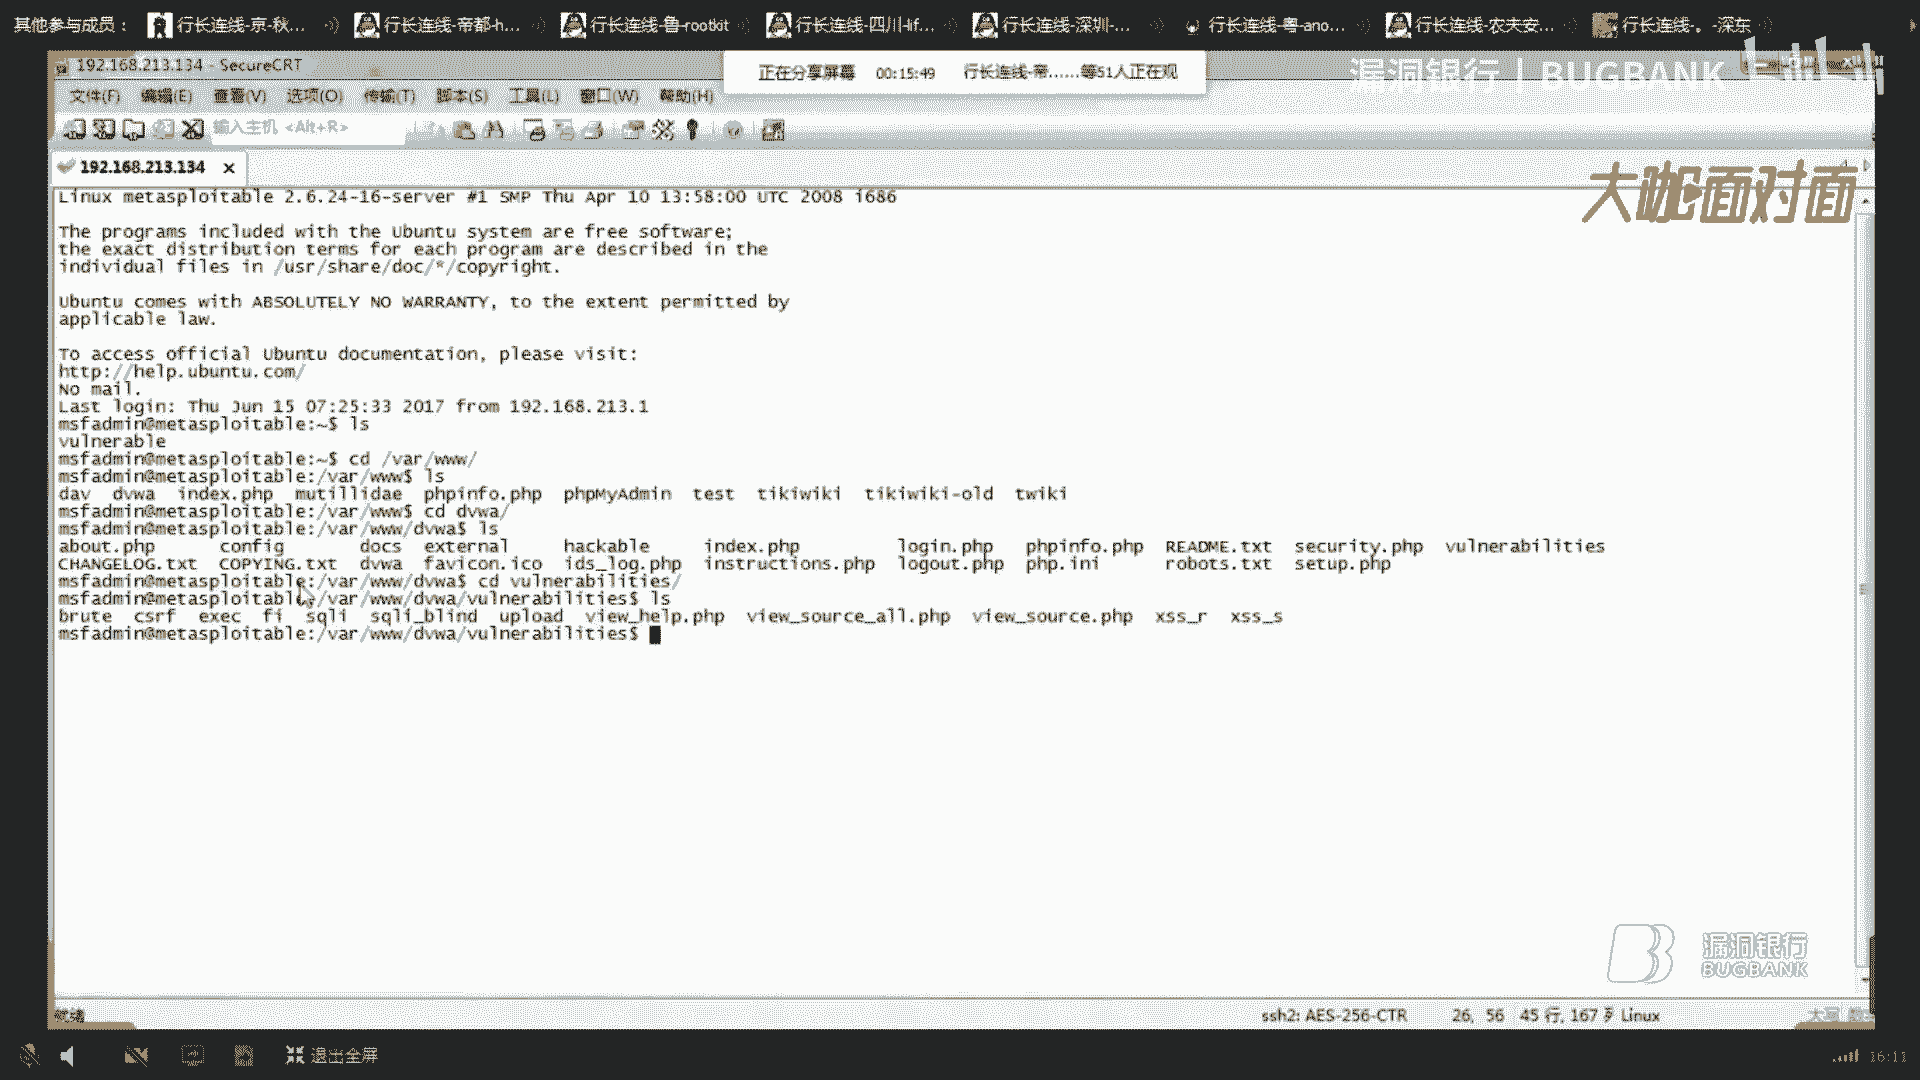 其他参与成员： 行长连线-京-秋... 行长连线-帝都-h... 行长连线-鲁-rootkit 行长连线-四川-lif... 行长连线-深圳-... 行长连线-粤-ano... 行长连线-农夫安... 行长连线-。-深东
192.168.213.134 - SecureCRT
正在分享屏幕 00:15:49 行长连线-帝......等51人正在观
漏洞银行 | BUGBANK
文件(F) 编辑(E) 查看(V) 选项(O) 传输(T) 脚本(S) 工具(L) 窗口(W) 帮助(H)
输入主机 <Alt+R>
192.168.213.134
大咖面对面
Linux metasploitable 2.6.24-16-server #1 SMP Thu Apr 10 13:58:00 UTC 2008 i686
The programs included with the Ubuntu system are free software;
the exact distribution terms for each program are described in the
individual files in /usr/share/doc/*/copyright.
Ubuntu comes with ABSOLUTELY NO WARRANTY, to the extent permitted by
applicable law.
To access official Ubuntu documentation, please visit:
http://help.ubuntu.com/
No mail.
Last login: Thu Jun 15 07:25:33 2017 from 192.168.213.1
msfadmin@metasploitable:~$ ls
vulnerable
msfadmin@metasploitable:~$ cd /var/www/
msfadmin@metasploitable:/var/www$ ls
dav dvwa index.php mutillidae phpinfo.php phpMyAdmin test tikiwiki tikiwiki-old twiki
msfadmin@metasploitable:/var/www$ cd dvwa/
msfadmin@metasploitable:/var/www/dvwa$ ls
about.php config docs external hackable index.php login.php phpinfo.php README.txt security.php vulnerabilities
CHANGELOG.txt COPYING.txt dvwa favicon.ico ids_log.php instructions.php logout.php php.ini robots.txt setup.php
msfadmin@metasploitable:/var/www/dvwa$ cd vulnerabilities/
msfadmin@metasploitable:/var/www/dvwa/vulnerabilities$ ls
brute csrf exec fi sqli sqli_blind upload view_help.php view_source_all.php view_source.php xss_r xss_s
msfadmin@metasploitable:/var/www/dvwa/vulnerabilities$
漏洞银行
BUGBANK
就绪 ssh2: AES-256-CTR 26, 56 45 行, 167 Linux 大写
退出全屏 16:11